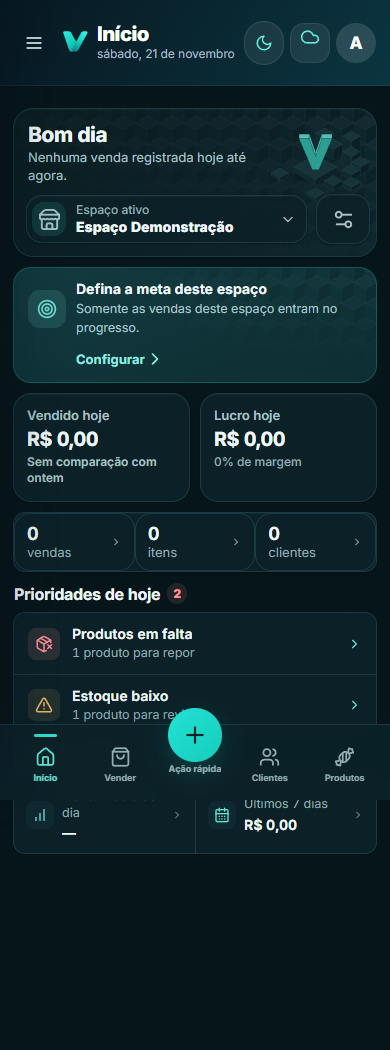 Início
sábado, 21 de novembro
A
Bom dia
Nenhuma venda registrada hoje até
agora.
Espaço ativo
Espaço Demonstração
Defina a meta deste espaço
Somente as vendas deste espaço entram no
progresso.
Configurar
Vendido hoje
R$ 0,00
Sem comparação com
ontem
Lucro hoje
R$ 0,00
0% de margem
0
vendas
0
itens
0
clientes
Prioridades de hoje 2
Produtos em falta
1 produto para repor
Estoque baixo
1 produto para
Início
Vender
Ação rápida
Clientes
Produtos
dia
—
Últimos 7 dias
R$ 0,00